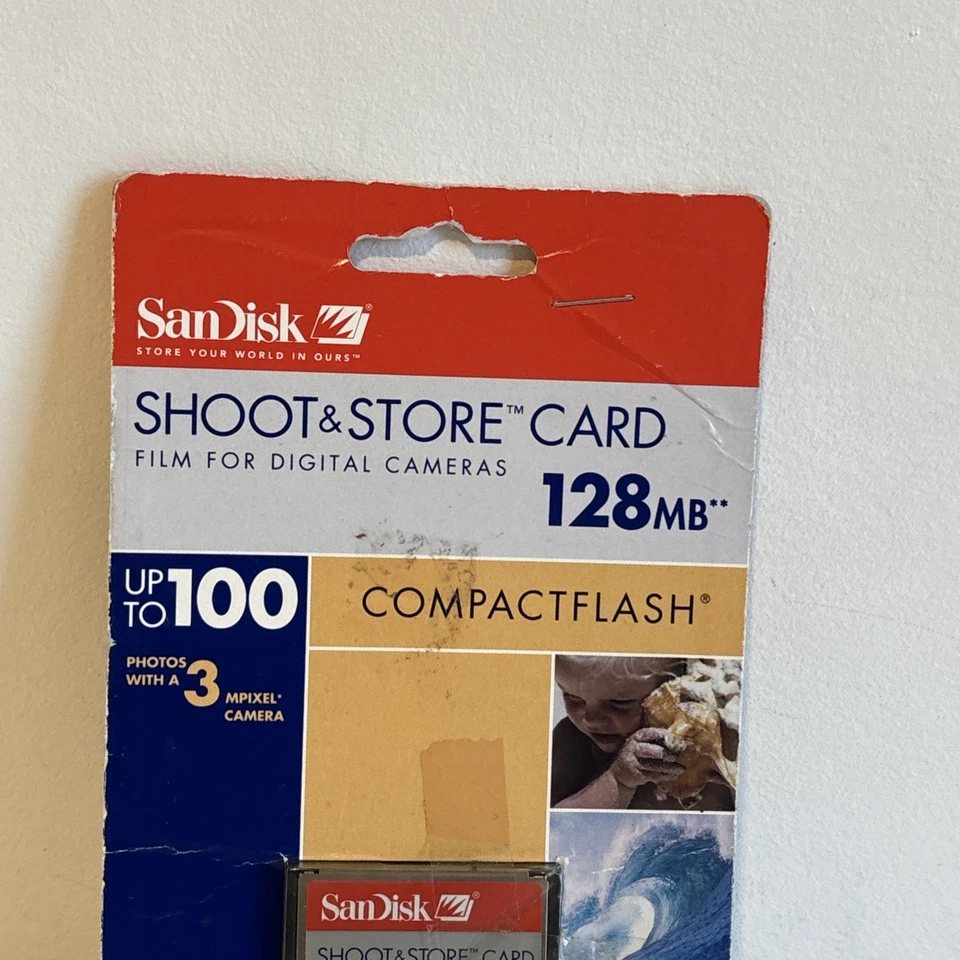 SanDisk®
STORE YOUR WORLD IN OURS™
SHOOT&STORE™ CARD
FILM FOR DIGITAL CAMERAS
128MB**
UP TO 100
COMPACTFLASH®
PHOTOS
WITH A 3
MPIXEL*
CAMERA
SanDisk®
SHOOT&STORE™ CARD